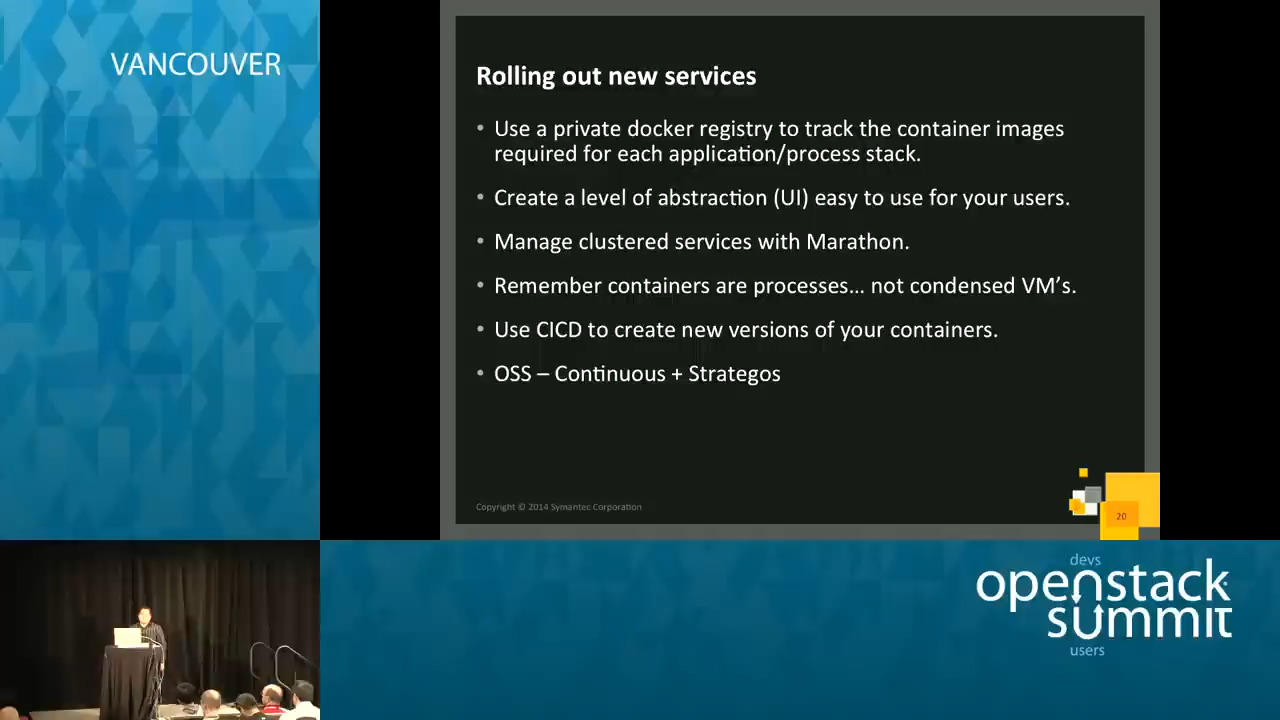 VANCOUVER
Rolling out new services
• Use a private docker registry to track the container images
required for each application/process stack.
• Create a level of abstraction (UI) easy to use for your users.
• Manage clustered services with Marathon.
• Remember containers are processes... not condensed VM's.
• Use CICD to create new versions of your containers.
• OSS – Continuous + Strategos
Copyright © 2014 Symantec Corporation
20
devs
openstack
summit
users